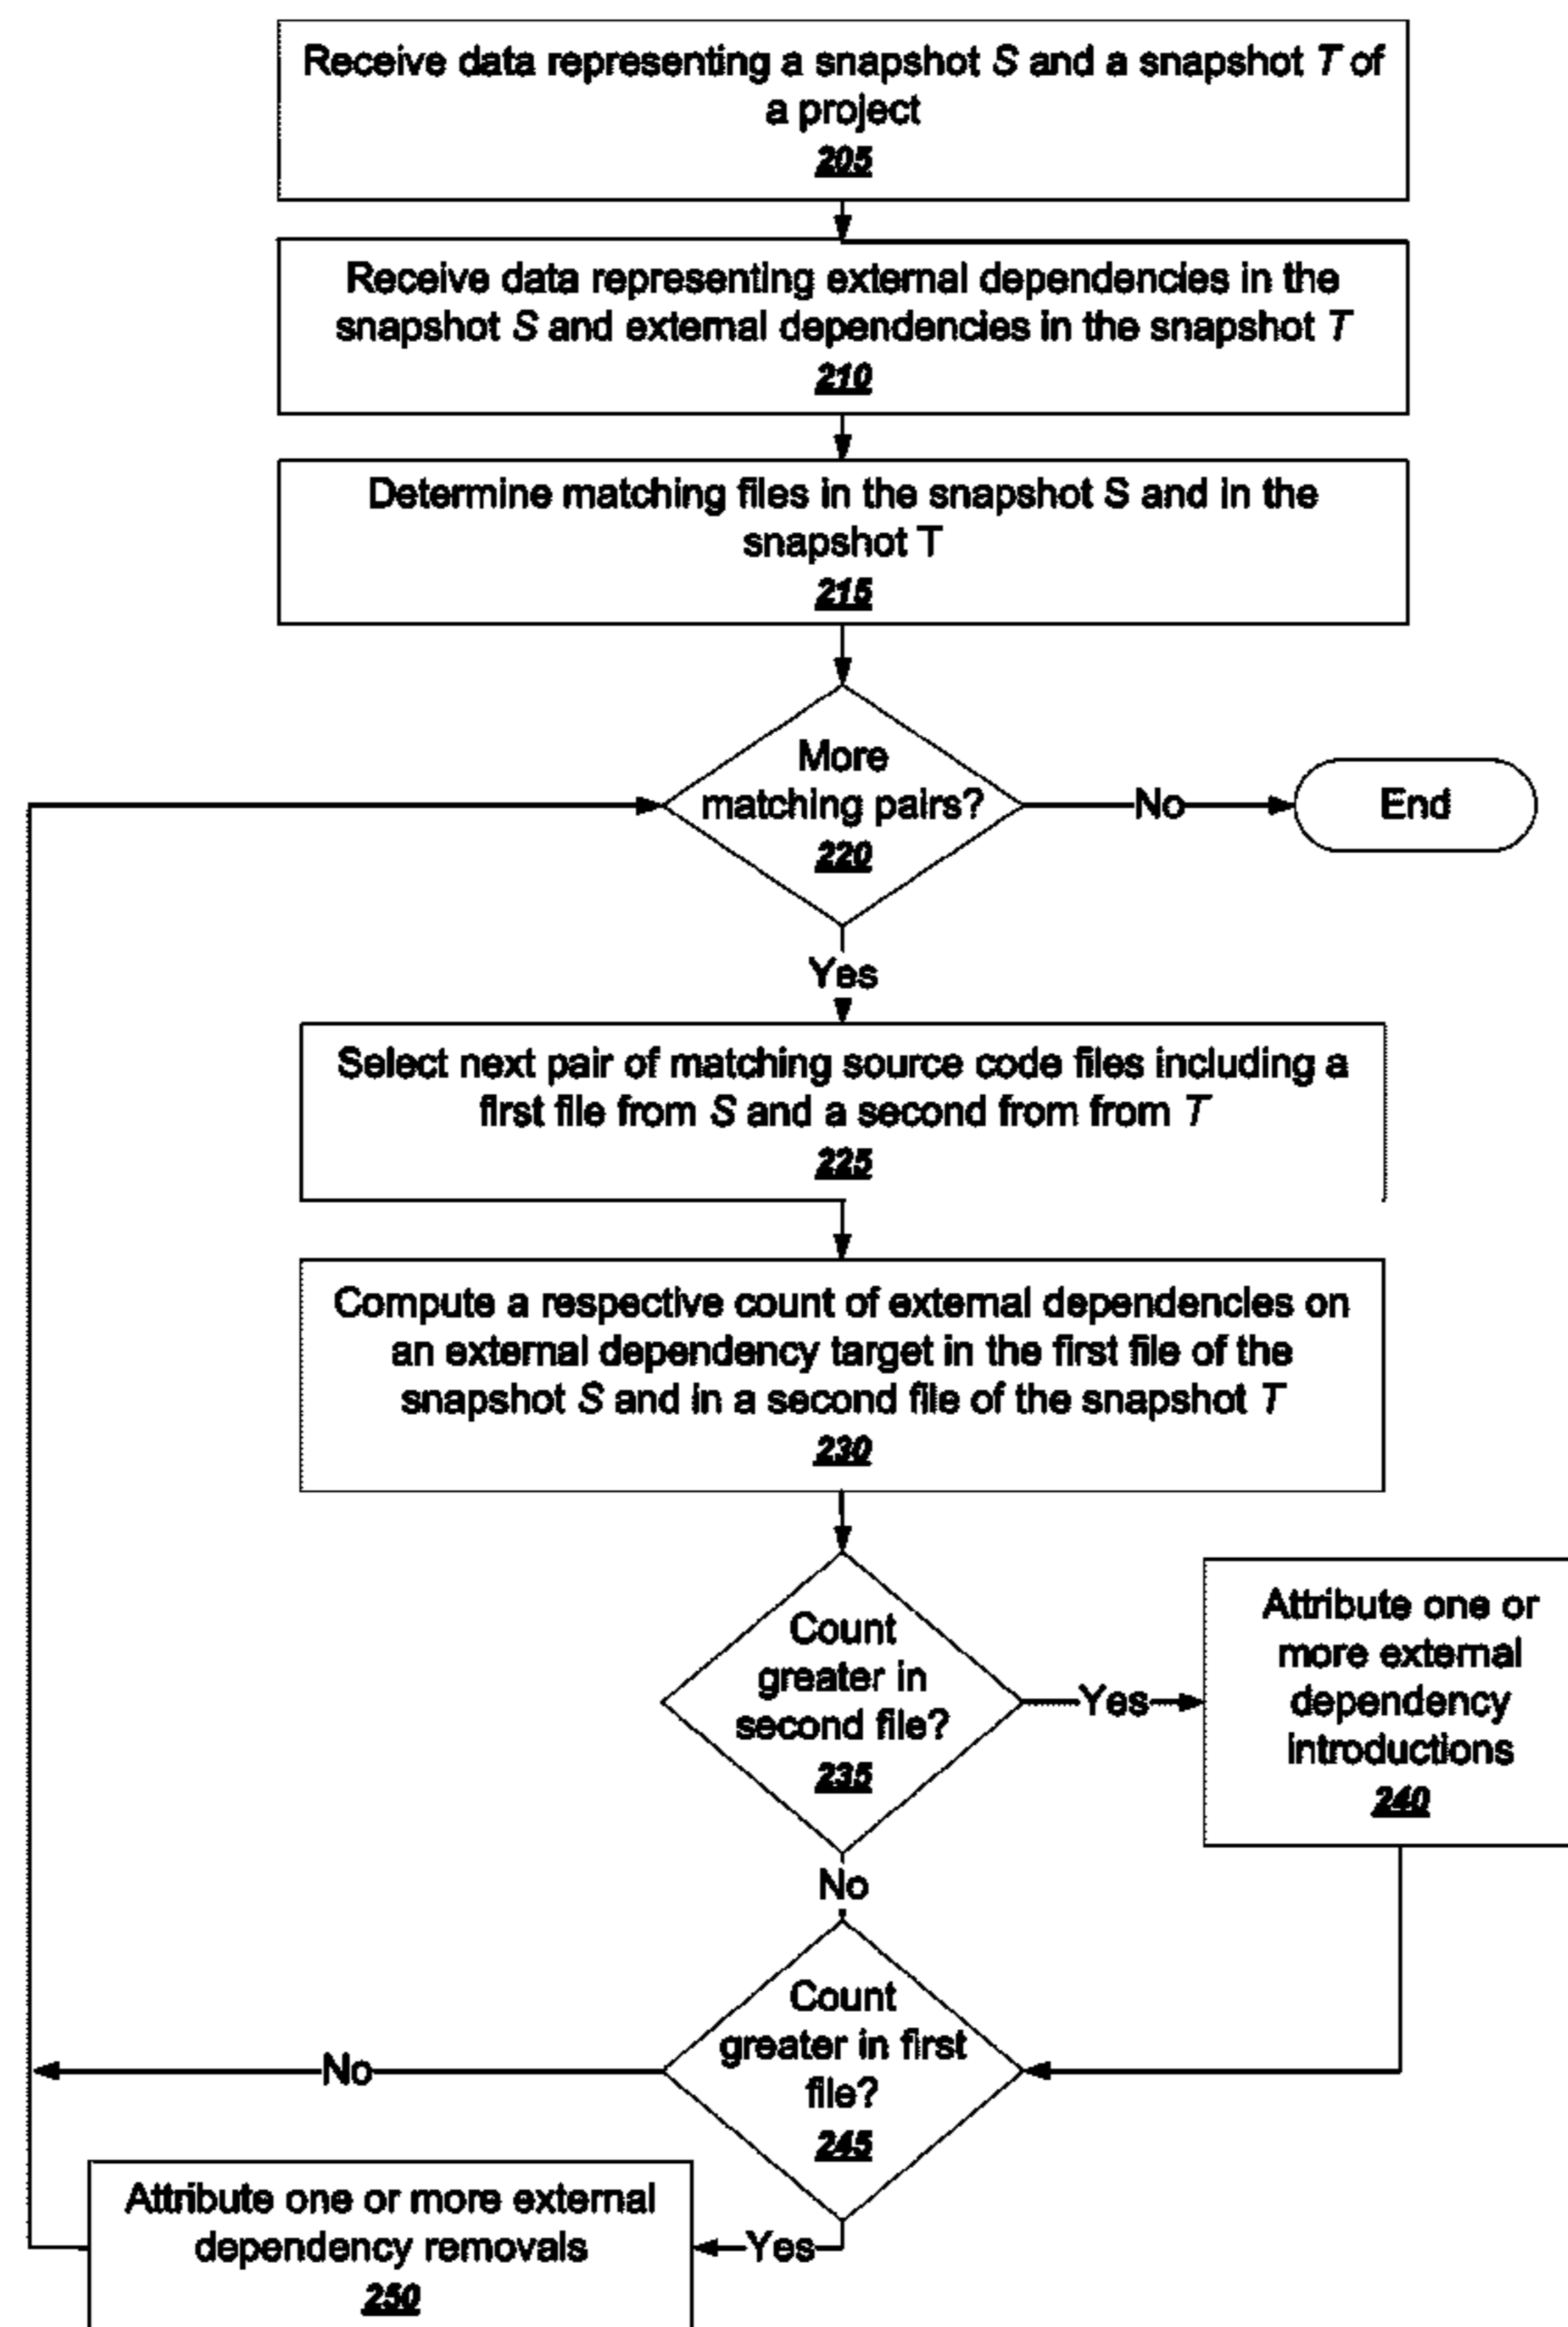 Receive data representing a snapshot S and a snapshot T of
a project
205
Receive data representing external dependencies in the
snapshot S and external dependencies in the snapshot T
210
Determine matching files in the snapshot S and in the
snapshot T
215
More
matching pairs?
220
No
End
Yes
Select next pair of matching source code files including a
first file from S and a second from from T
225
Compute a respective count of external dependencies on
an external dependency target in the first file of the
snapshot S and in a second file of the snapshot T
230
Count
greater in
second file?
235
Yes
Attribute one or
more external
dependency
introductions
240
No
Count
greater in first
file?
245
No
Yes
Attribute one or more external
dependency removals
250